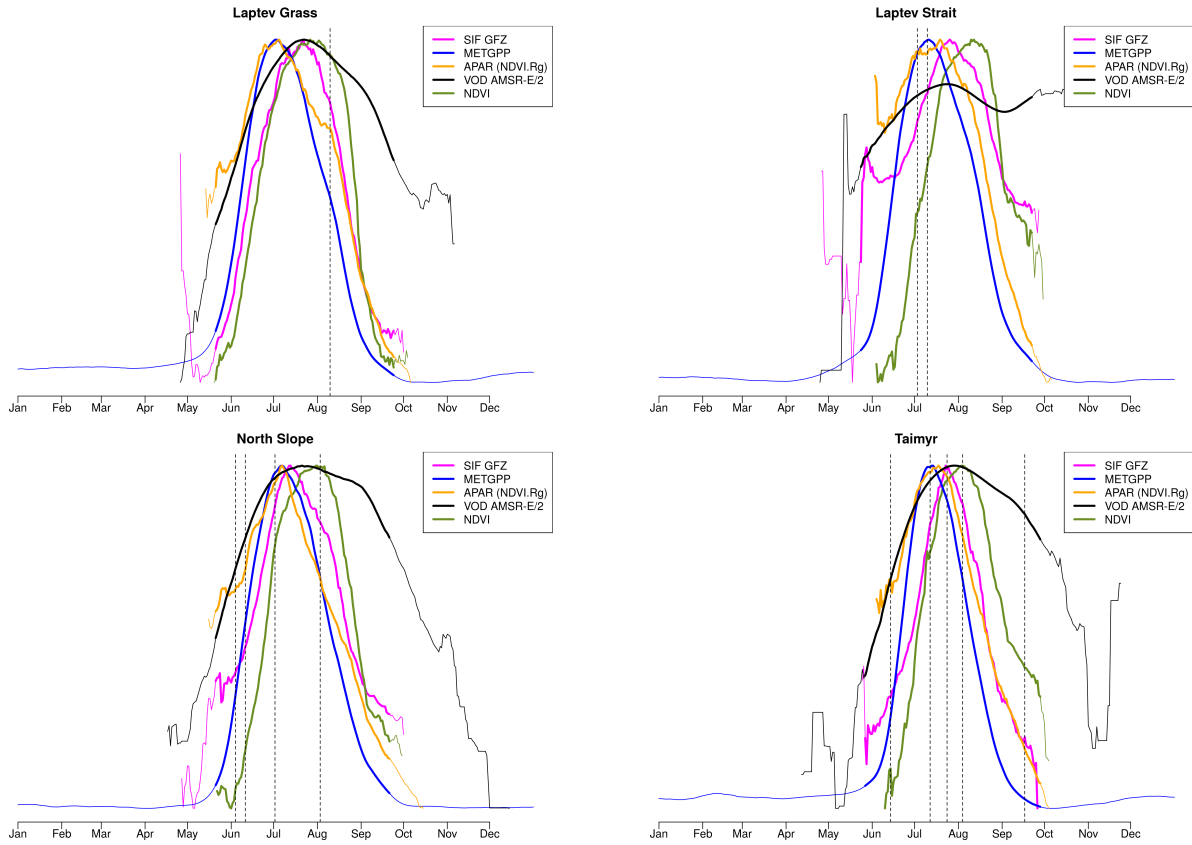 Laptev Grass
SIF GFZ
METGPP
APAR (NDVI.Rg)
VOD AMSR-E/2
NDVI
Jan Feb Mar Apr May Jun Jul Aug Sep Oct Nov Dec
Laptev Strait
SIF GFZ
METGPP
APAR (NDVI.Rg)
VOD AMSR-E/2
NDVI
Jan Feb Mar Apr May Jun Jul Aug Sep Oct Nov Dec
North Slope
SIF GFZ
METGPP
APAR (NDVI.Rg)
VOD AMSR-E/2
NDVI
Jan Feb Mar Apr May Jun Jul Aug Sep Oct Nov Dec
Taimyr
SIF GFZ
METGPP
APAR (NDVI.Rg)
VOD AMSR-E/2
NDVI
Jan Feb Mar Apr May Jun Jul Aug Sep Oct Nov Dec